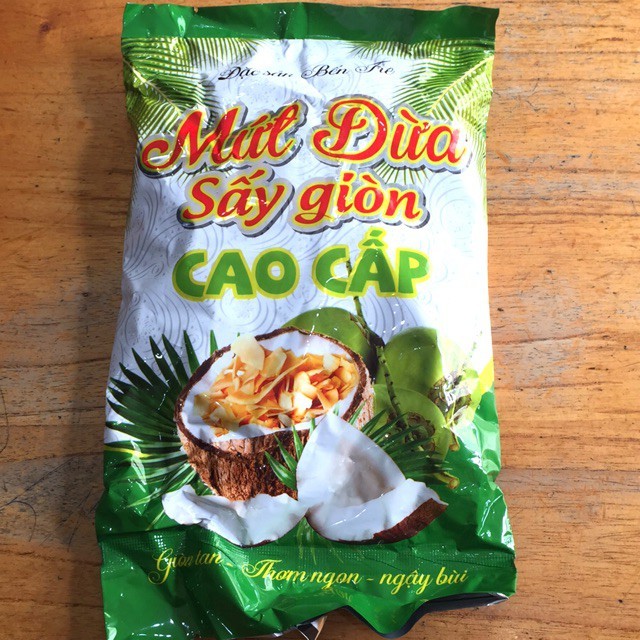 Đặc sản Bến Tre
Mứt Dừa
Sấy giòn
CAO CẤP
Giòn tan - Thơm ngon - ngậy bùi